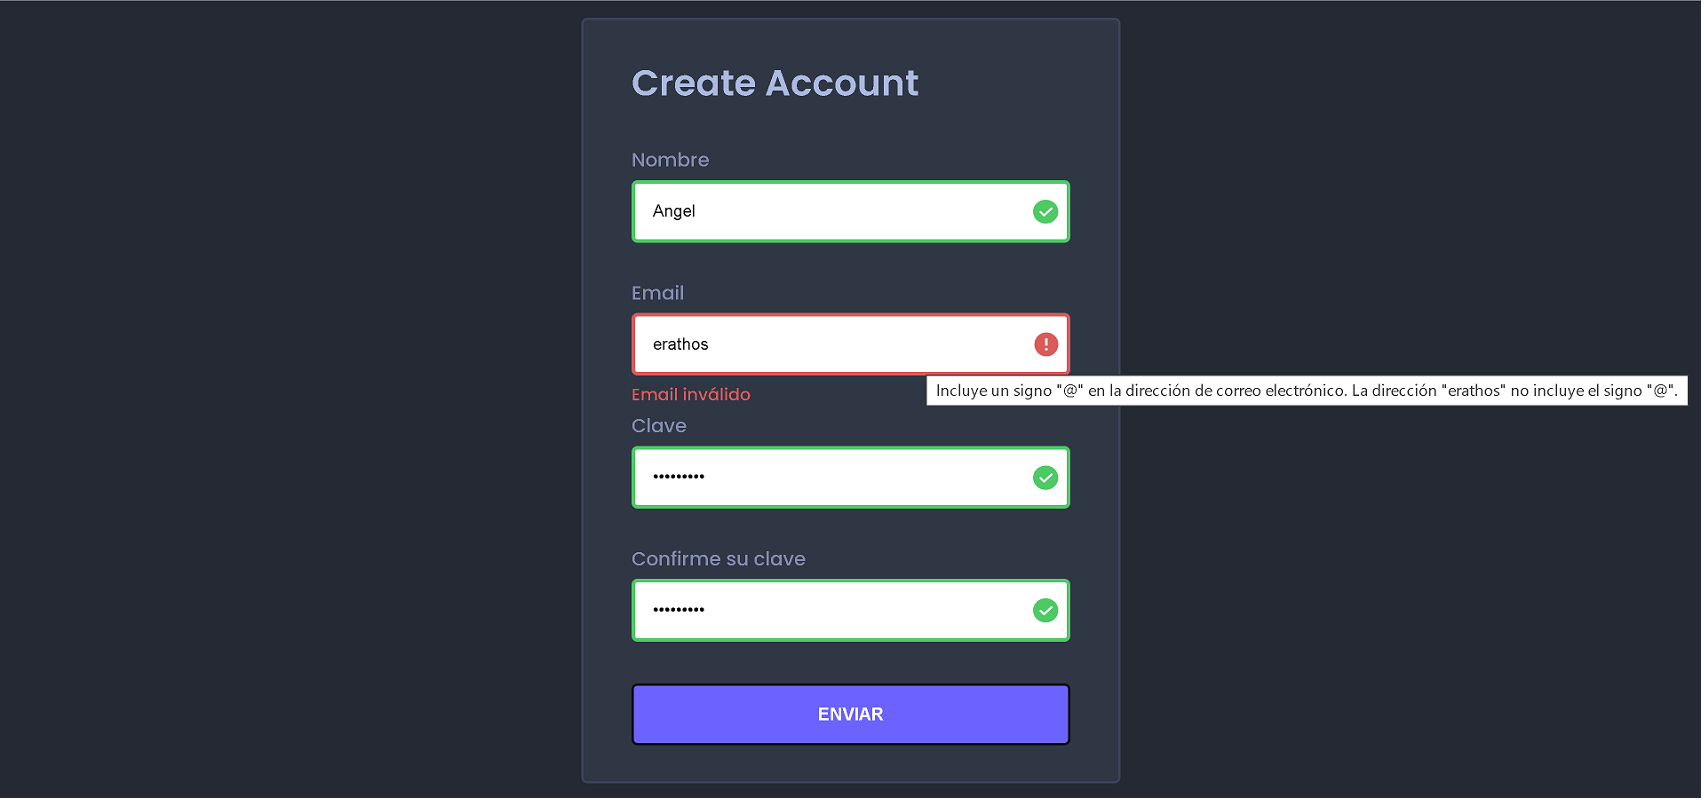 Create Account
Nombre
Angel
Email
erathos
Email inválido
Incluye un signo "@" en la dirección de correo electrónico. La dirección "erathos" no incluye el signo "@".
Clave
•••••••••
Confirme su clave
•••••••••
ENVIAR